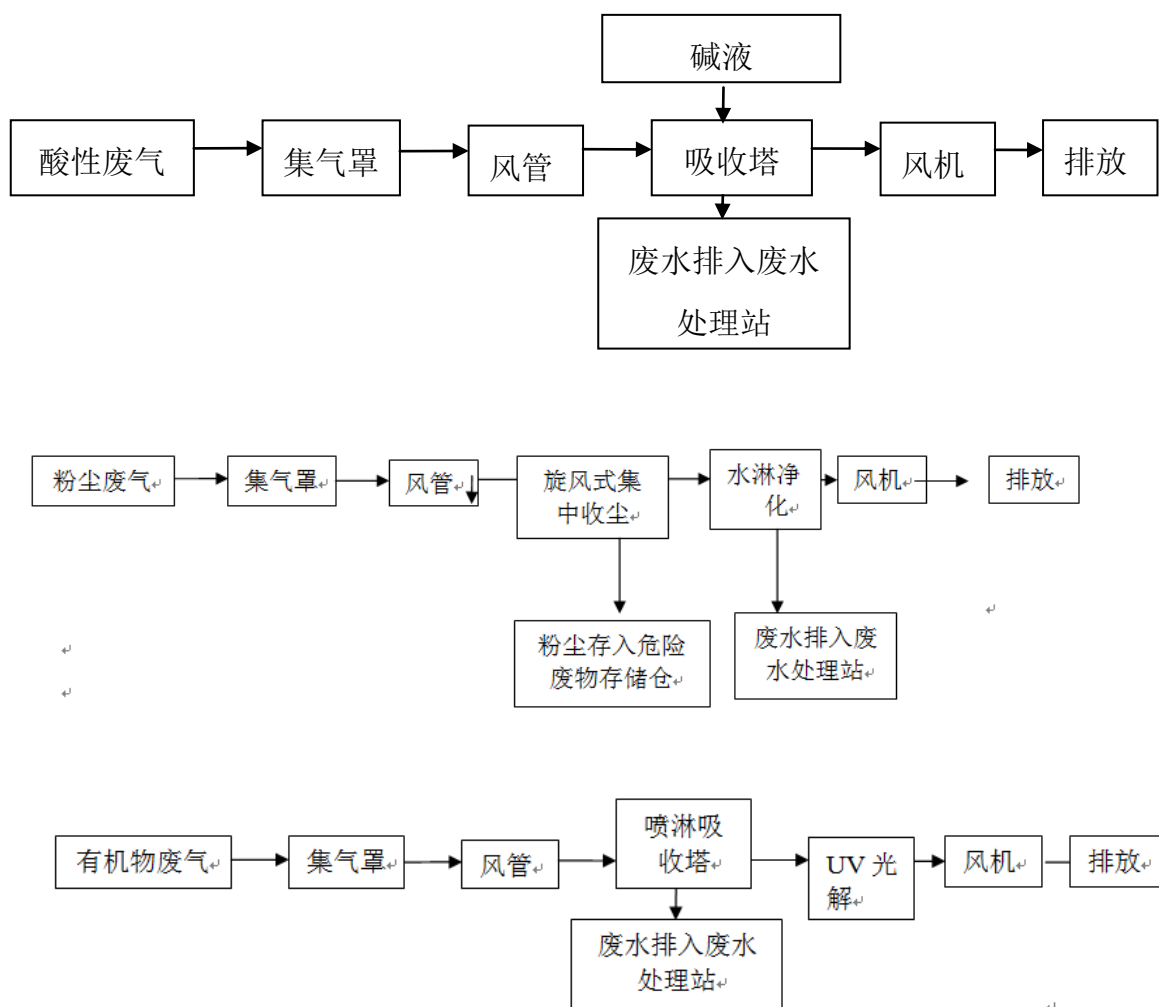 碱液
酸性废气
集气罩
风管
吸收塔
风机
排放
废水排入废水
处理站
粉尘废气
集气罩
风管
旋风式集
中收尘
水淋净
化
风机
排放
粉尘存入危险
废物存储仓
废水排入废
水处理站
有机物废气
集气罩
风管
喷淋吸
收塔
UV 光
解
风机
排放
废水排入废水
处理站